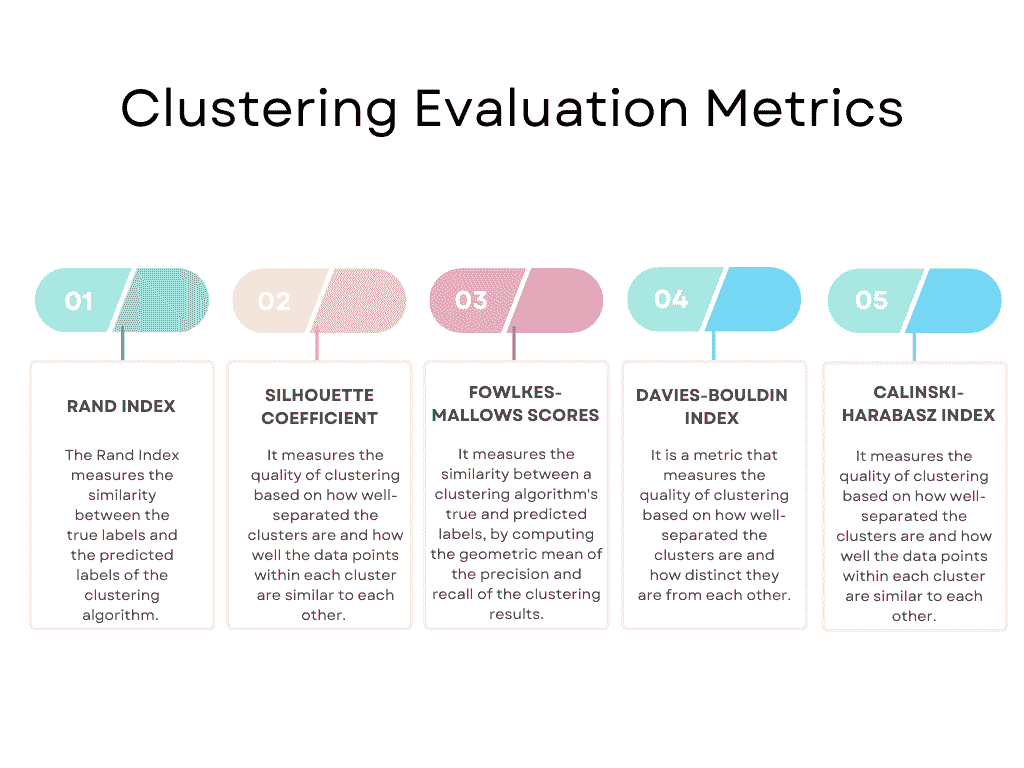 Clustering Evaluation Metrics
01
02
03
04
05
RAND INDEX
The Rand Index
measures the
similarity
between the
true labels and
the predicted
labels of the
clustering
algorithm.
SILHOUETTE
COEFFICIENT
It measures the
quality of clustering
based on how well-
separated the
clusters are and how
well the data points
within each cluster
are similar to each
other.
FOWLKES-
MALLOWS SCORES
It measures the
similarity between a
clustering algorithm's
true and predicted
labels, by computing
the geometric mean of
the precision and
recall of the clustering
results.
DAVIES-BOULDIN
INDEX
It is a metric that
measures the
quality of clustering
based on how well-
separated the
clusters are and
how distinct they
are from each other.
CALINSKI-
HARABASZ INDEX
It measures the
quality of clustering
based on how well-
separated the
clusters are and how
well the data points
within each cluster
are similar to each
other.